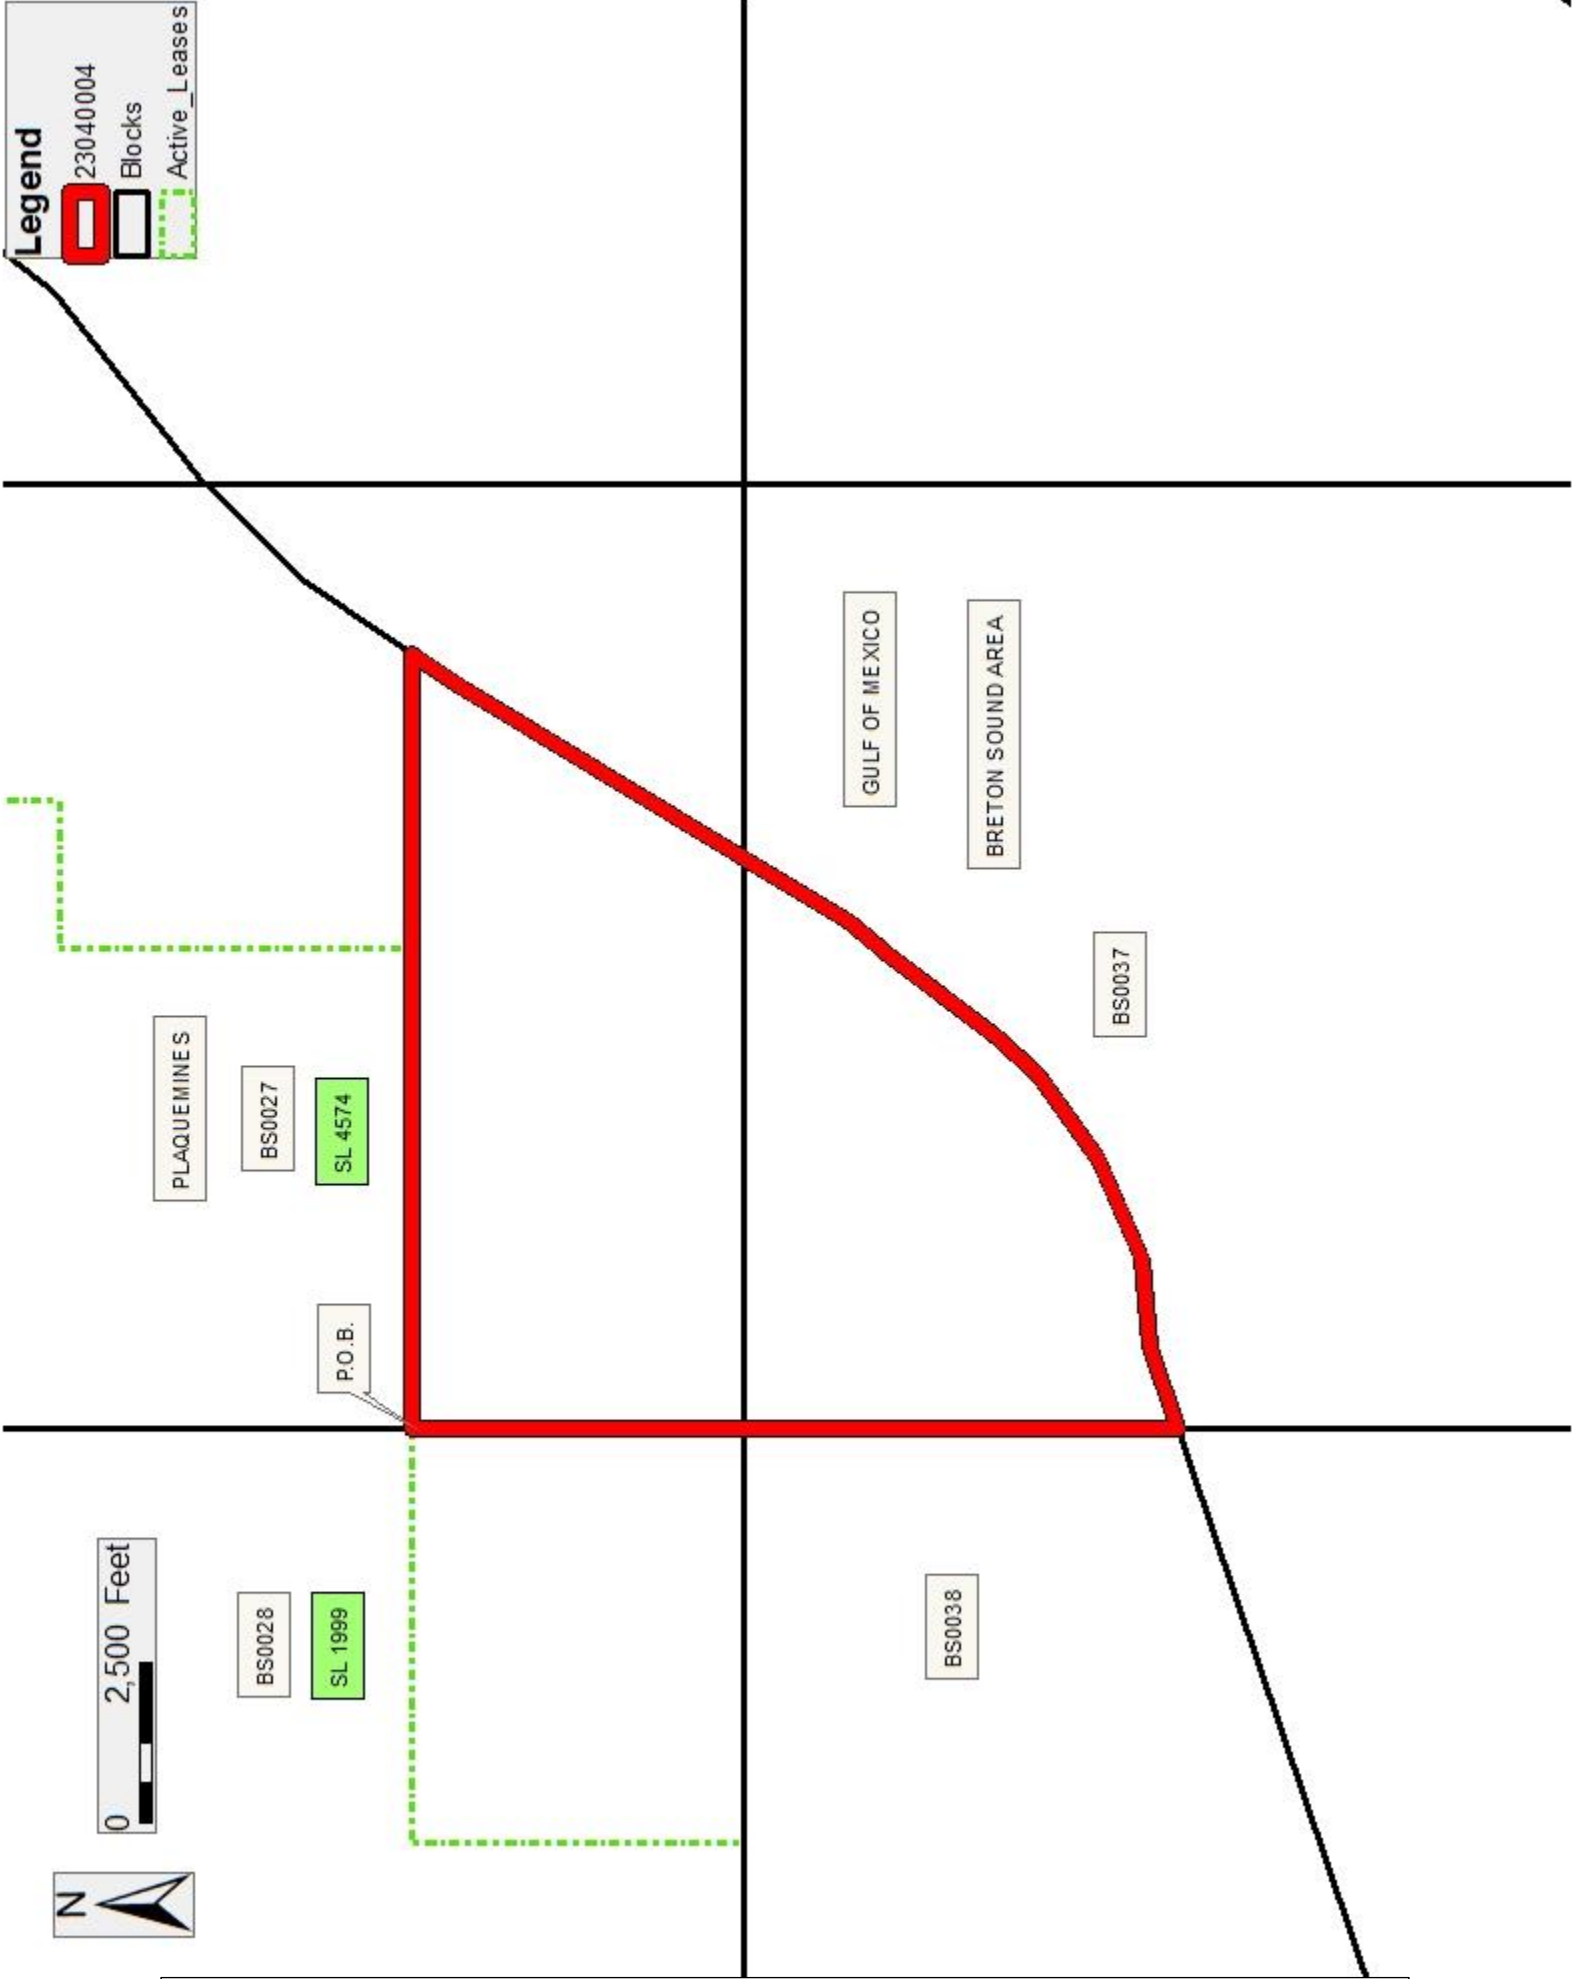 Legend
23040004
Blocks
Active_Leases
N
0 2,500 Feet
PLAQUEMINES
BS0028
BS0027
SL 1999
P.O.B.
SL 4574
GULF OF MEXICO
BS0038
BRETON SOUND AREA
BS0037